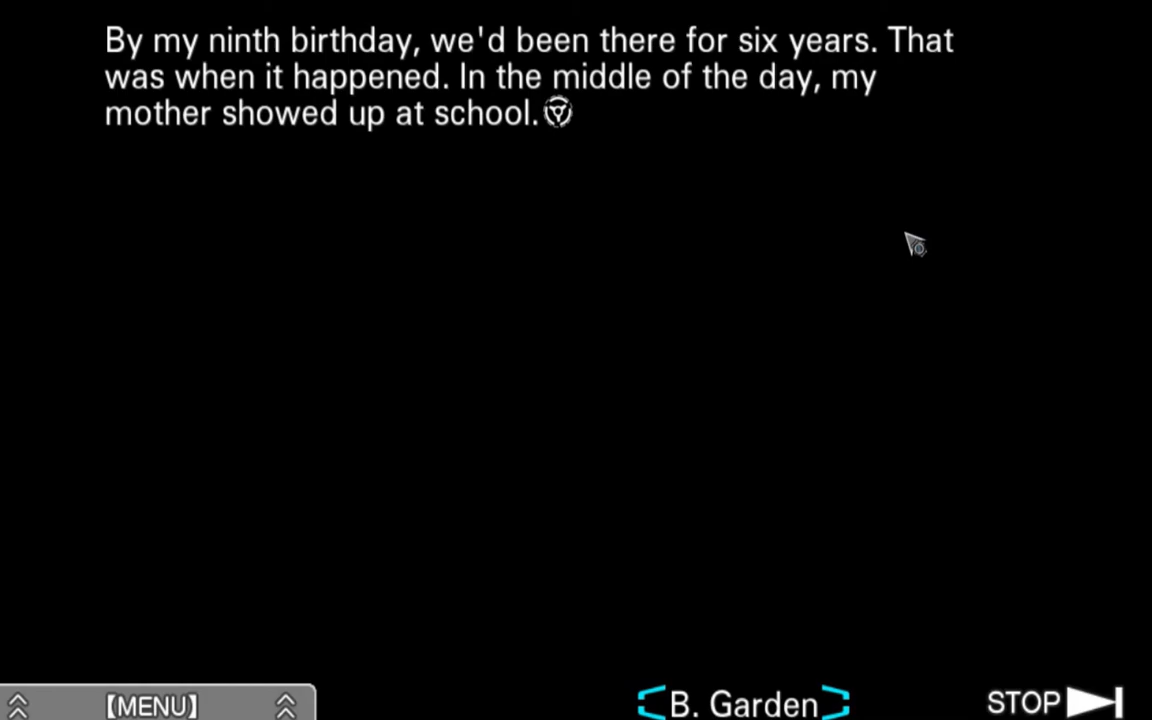 By my ninth birthday, we'd been there for six years. That
was when it happened. In the middle of the day, my
mother showed up at school.
【MENU】
B. Garden
STOP